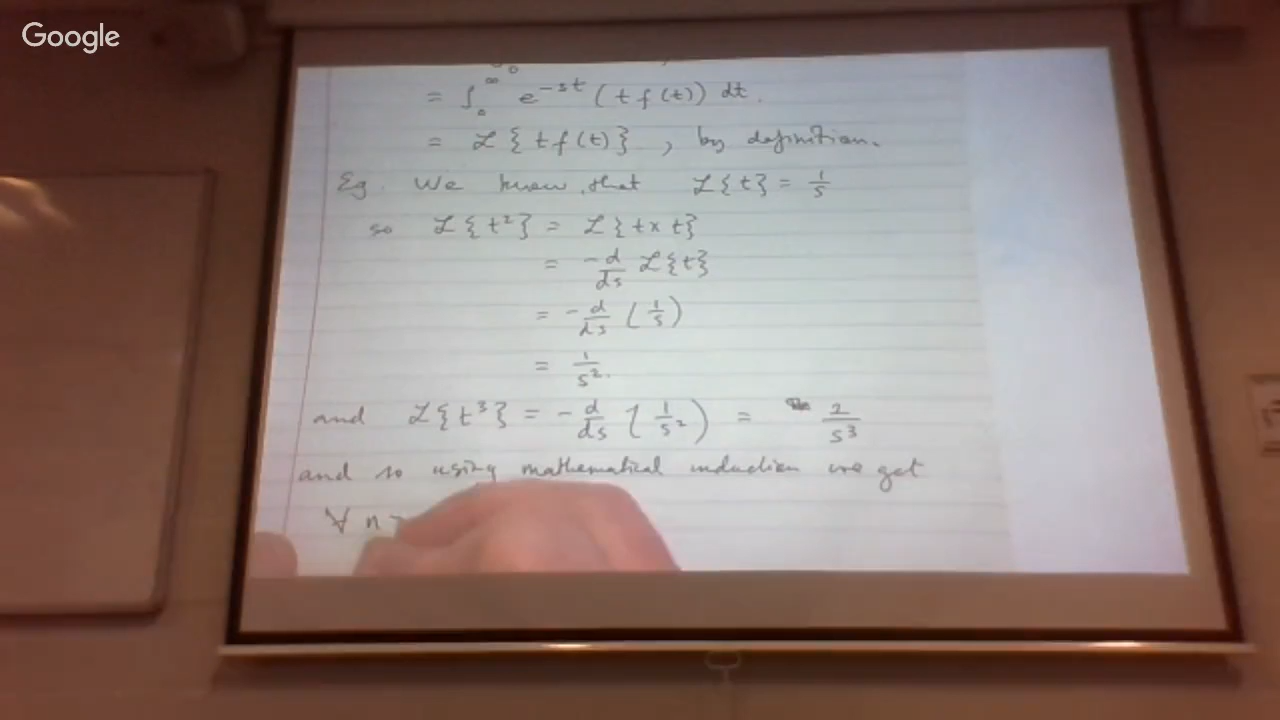 Google
= ∫₀^∞ e^{-st} (t f(t)) dt.
= ℒ{t f(t)}, by definition.
Eg. We know that ℒ{t} = 1/s
so ℒ{t²} = ℒ{t × t}
= -d/ds ℒ{t}
= -d/ds (1/s)
= 1/s².
and ℒ{t³} = -d/ds (1/s²) = 2/s³
and so using mathematical induction we get
∀ n